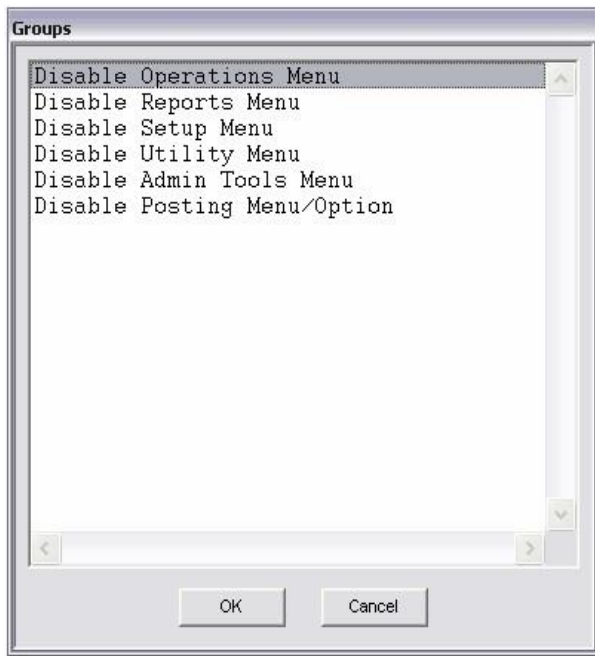 Groups
Disable Operations Menu
Disable Reports Menu
Disable Setup Menu
Disable Utility Menu
Disable Admin Tools Menu
Disable Posting Menu/Option
OK
Cancel